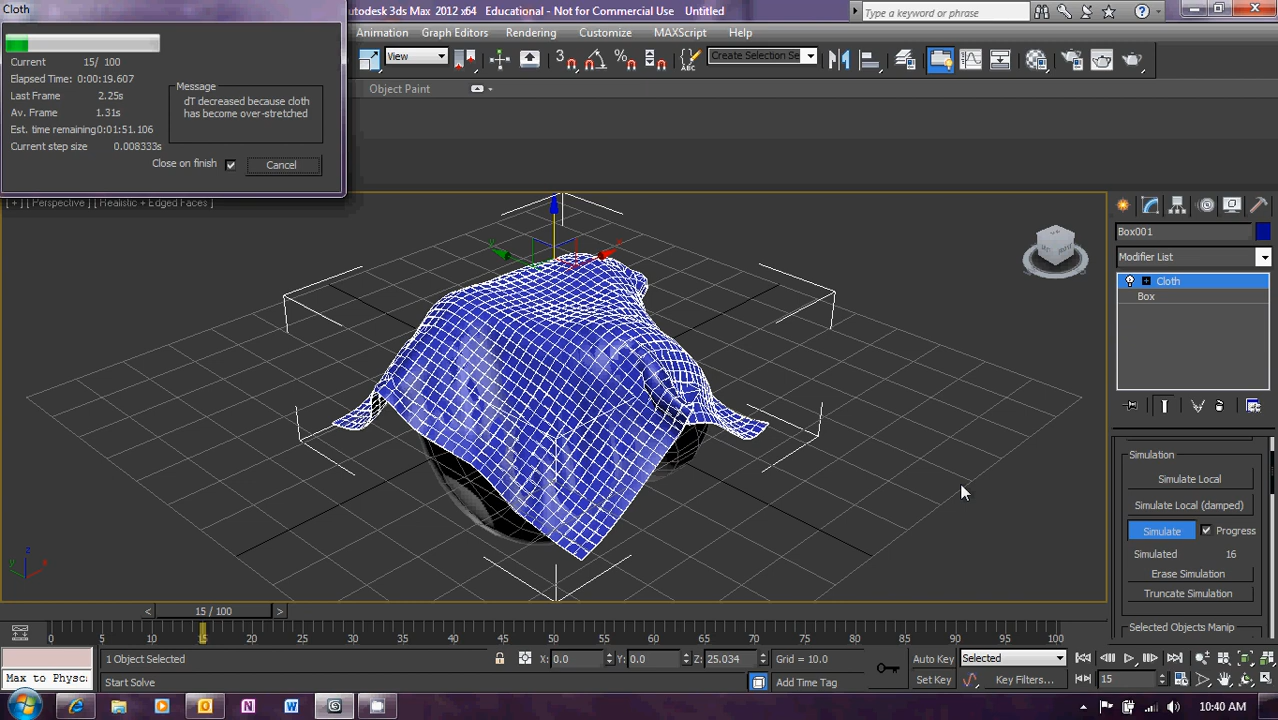 Cloth
Autodesk 3ds Max 2012 x64 Educational - Not for Commercial Use Untitled
Type a keyword or phrase
Animation Graph Editors Rendering Customize MAXScript Help
View
Create Selection Se
Object Paint
Current 15/ 100
Elapsed Time: 0:00:19.607
Last Frame 2.25s
Av. Frame 1.31s
Est. time remaining 0:01:51.106
Current step size 0.008333s
Message
dT decreased because cloth
has become over-stretched
Close on finish
Cancel
[ + ] [ Perspective ] [ Realistic + Edged Faces ]
Box001
Modifier List
Cloth
Box
Simulation
Simulate Local
Simulate Local (damped)
Simulate Progress
Simulated 16
Erase Simulation
Truncate Simulation
Selected Objects Manip
< 15 / 100 >
0 5 10 15 20 25 30 35 40 45 50 55 60 65 70 75 80 85 90 95 100
1 Object Selected X: 0.0 Y: 0.0 Z: 25.034 Grid = 10.0 Auto Key Selected
Max to Physc
Start Solve Add Time Tag Set Key Key Filters... 15
10:40 AM